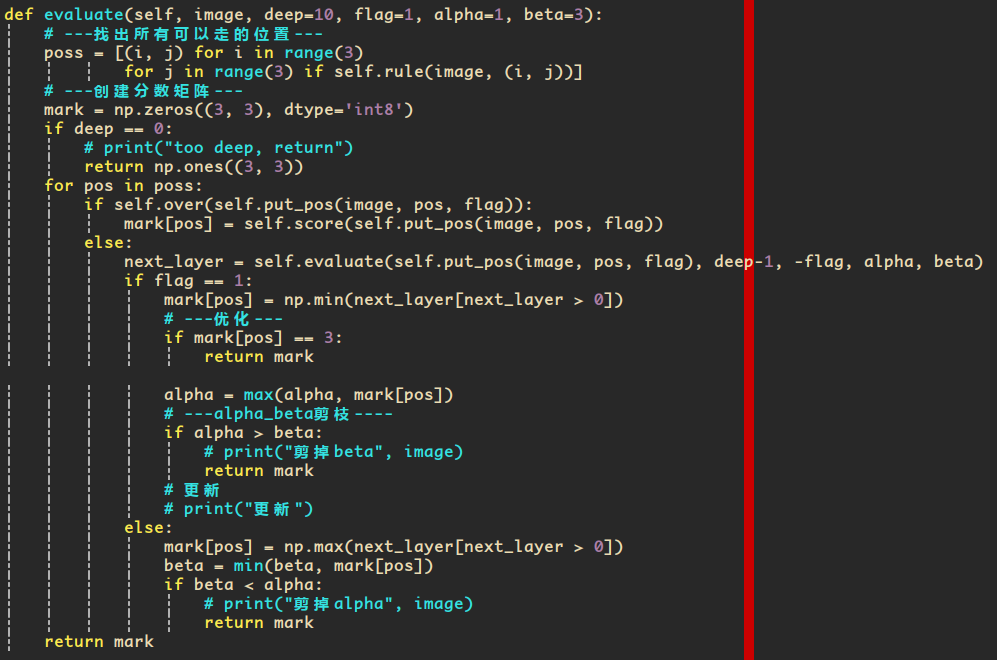 def evaluate(self, image, deep=10, flag=1, alpha=1, beta=3):
    # ---找出所有可以走的位置---
    poss = [(i, j) for i in range(3)
            for j in range(3) if self.rule(image, (i, j))]
    # ---创建分数矩阵---
    mark = np.zeros((3, 3), dtype='int8')
    if deep == 0:
        # print("too deep, return")
        return np.ones((3, 3))
    for pos in poss:
        if self.over(self.put_pos(image, pos, flag)):
            mark[pos] = self.score(self.put_pos(image, pos, flag))
        else:
            next_layer = self.evaluate(self.put_pos(image, pos, flag), deep-1, -flag, alpha, beta)
            if flag == 1:
                mark[pos] = np.min(next_layer[next_layer > 0])
                # ---优化---
                if mark[pos] == 3:
                    return mark

                alpha = max(alpha, mark[pos])
                # ---alpha_beta剪枝----
                if alpha > beta:
                    # print("剪掉beta", image)
                    return mark
                # 更新
                # print("更新")
            else:
                mark[pos] = np.max(next_layer[next_layer > 0])
                beta = min(beta, mark[pos])
                if beta < alpha:
                    # print("剪掉alpha", image)
                    return mark
    return mark